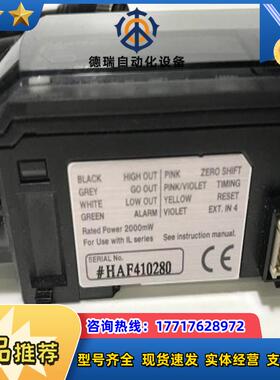 德瑞自动化设备
BLACK HIGH OUT PINK ZERO SHIFT
GREY GO OUT PINK/VIOLET TIMING
WHITE LOW OUT YELLOW RESET
GREEN ALARM VIOLET EXT. IN 4
Rated Power 2000mW
For Use with IL series See instruction manual.
SERIAL No.
#HAF410280
CE
咨询热线：17717628972
品推荐
型号齐全 现货速发 实体经营